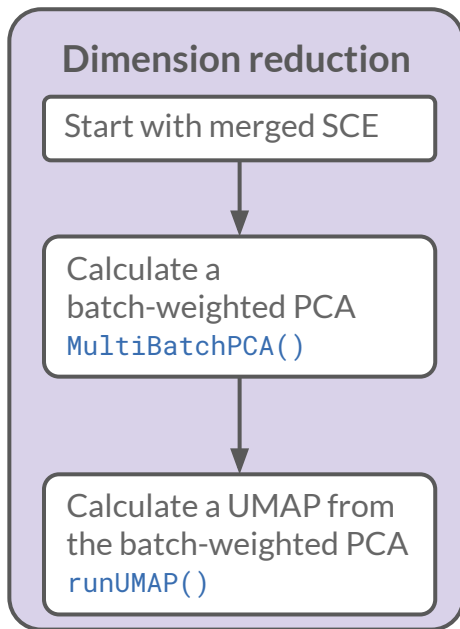 Dimension reduction
Start with merged SCE
Calculate a
batch-weighted PCA
MultiBatchPCA()
Calculate a UMAP from
the batch-weighted PCA
runUMAP()